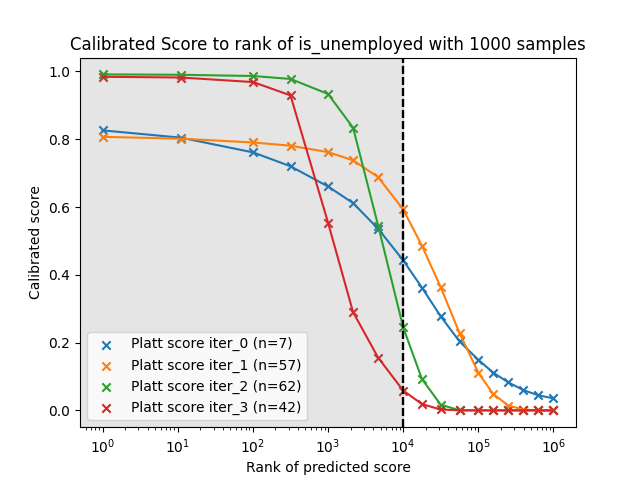 Calibrated Score to rank of is_unemployed with 1000 samples
1.0
0.8
0.6
0.4
0.2
0.0
Calibrated score
Platt score iter_0 (n=7)
Platt score iter_1 (n=57)
Platt score iter_2 (n=62)
Platt score iter_3 (n=42)
10⁰ 10¹ 10² 10³ 10⁴ 10⁵ 10⁶
Rank of predicted score